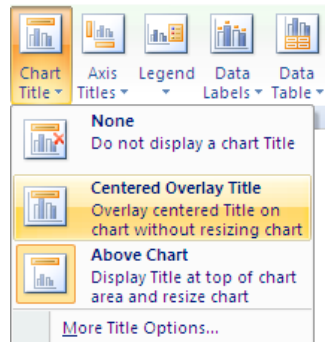 Chart Axis Legend Data Data
Title Titles Labels Table
None
Do not display a chart Title
Centered Overlay Title
Overlay centered Title on
chart without resizing chart
Above Chart
Display Title at top of chart
area and resize chart
More Title Options...